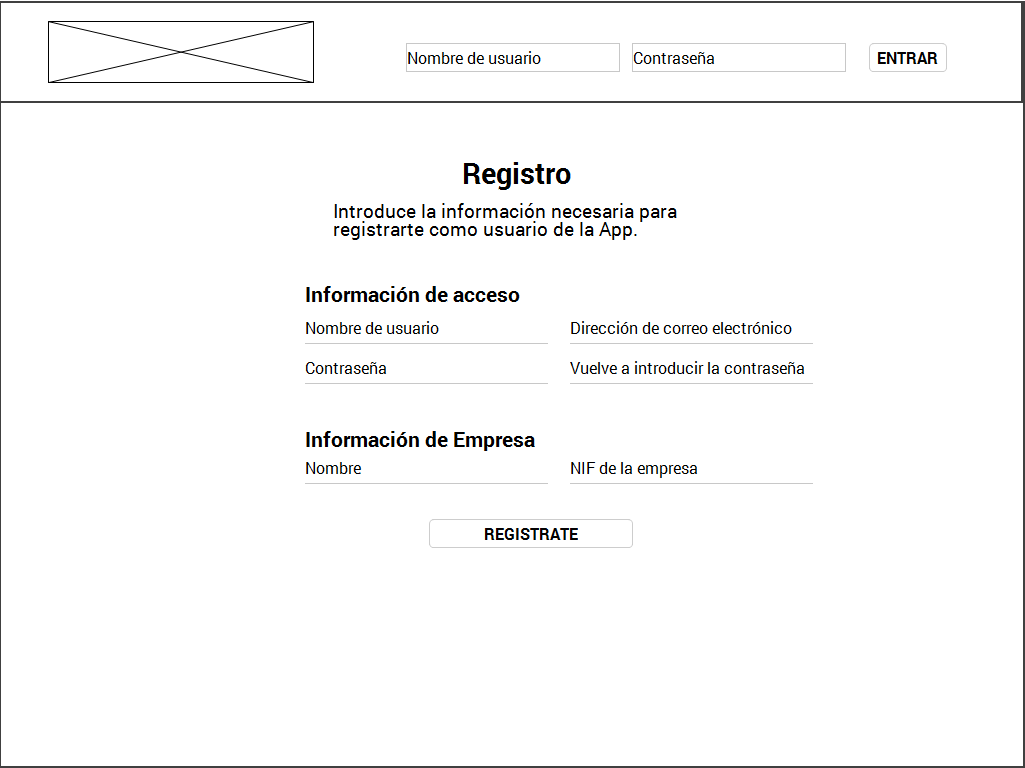 Nombre de usuario Contraseña ENTRAR
Registro
Introduce la información necesaria para
registrarte como usuario de la App.
Información de acceso
Nombre de usuario Dirección de correo electrónico
Contraseña Vuelve a introducir la contraseña
Información de Empresa
Nombre NIF de la empresa
REGISTRATE